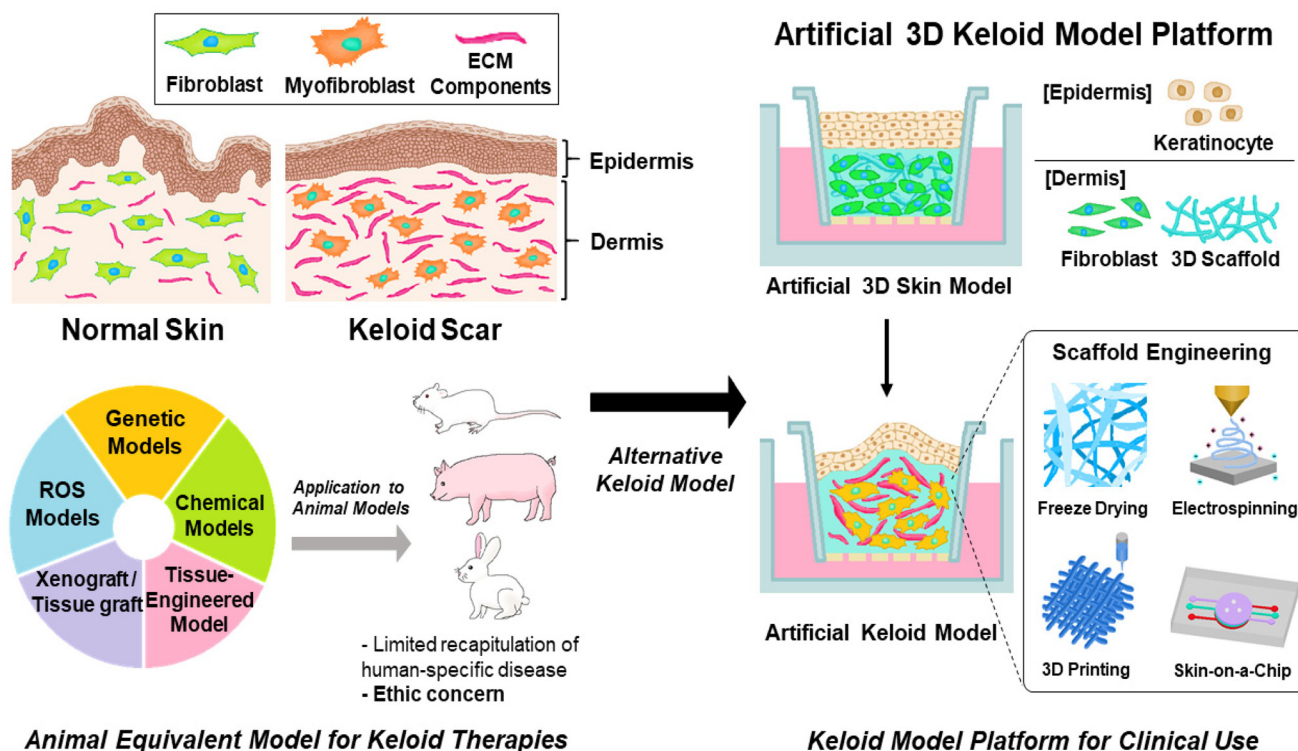 Fibroblast
Myofibroblast
ECM
Components
Epidermis
Dermis
Normal Skin
Keloid Scar
Genetic
Models
ROS
Models
Chemical
Models
Xenograft/
Tissue graft
Tissue-
Engineered
Model
Application to
Animal Models
- Limited recapitulation of
human-specific disease
- Ethic concern
Animal Equivalent Model for Keloid Therapies
Alternative
Keloid Model
Artificial 3D Keloid Model Platform
[Epidermis]
Keratinocyte
[Dermis]
Fibroblast
3D Scaffold
Artificial 3D Skin Model
Artificial Keloid Model
Scaffold Engineering
Freeze Drying
Electrospinning
3D Printing
Skin-on-a-Chip
Keloid Model Platform for Clinical Use